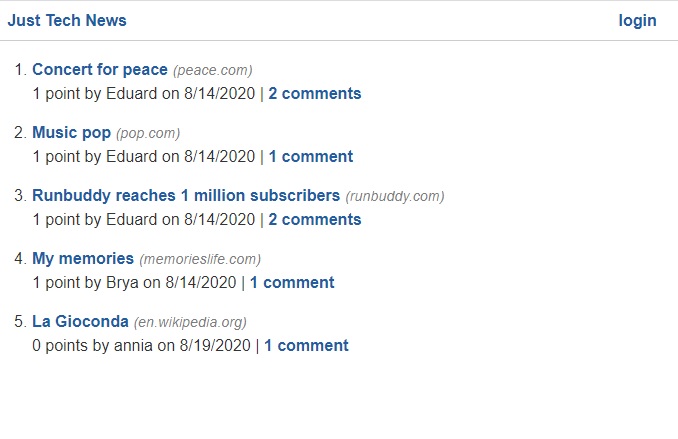 Just Tech News login
1. Concert for peace (peace.com)
1 point by Eduard on 8/14/2020 | 2 comments
2. Music pop (pop.com)
1 point by Eduard on 8/14/2020 | 1 comment
3. Runbuddy reaches 1 million subscribers (runbuddy.com)
1 point by Eduard on 8/14/2020 | 2 comments
4. My memories (memorieslife.com)
1 point by Brya on 8/14/2020 | 1 comment
5. La Gioconda (en.wikipedia.org)
0 points by annia on 8/19/2020 | 1 comment